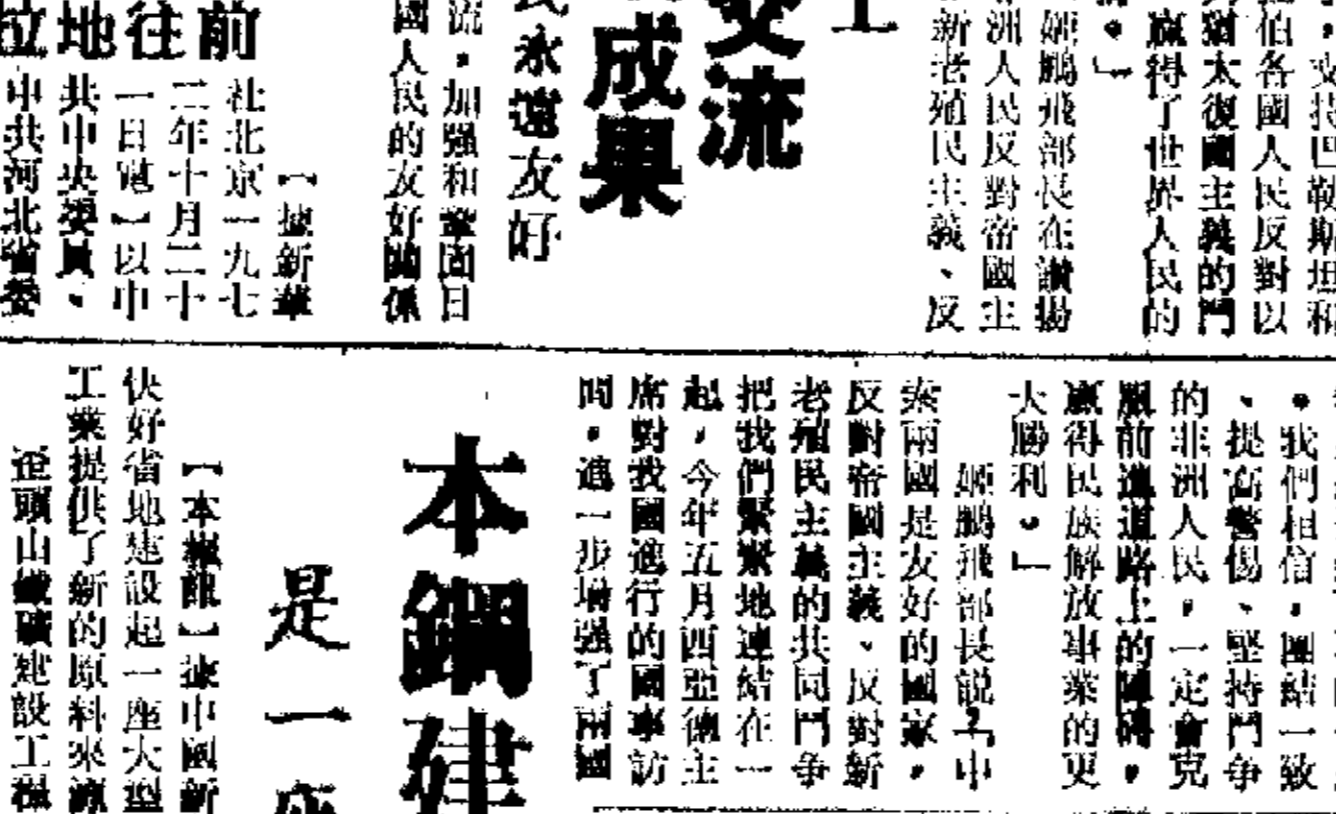 ，支持巴勒斯坦和
伯各國人民反對以
猶太復國主義的鬥
贏得了世界人民的
。」
姬鵬飛部長在讚揚
洲人民反對帝國主
新老殖民主義、反
交流
成果
民永遠友好
流，加强和鞏固日
國人民的友好關係
前往地位
【據新華
社北京一九七
二年十月二十
一日電】以中
共中央委員、
中共河北省委
。我們相信，團結一致
、提高警惕、堅持鬥争
的非洲人民，一定會克
服前進道路上的障碍，
贏得民族解放事業的更
大勝利。」
姬鵬飛部長説：「中
索兩國是友好的國家，
反對帝國主義、反對新
老殖民主義的共同鬥争
把我們緊緊地連結在一
起，今年五月西亞德主
席對我國進行的國事訪
問，進一步增强了兩國
本鋼建
是一座
【本報訊】據中國新
快好省地建設起一座大型
工業提供了新的原料來源
歪頭山鐵礦建設工程